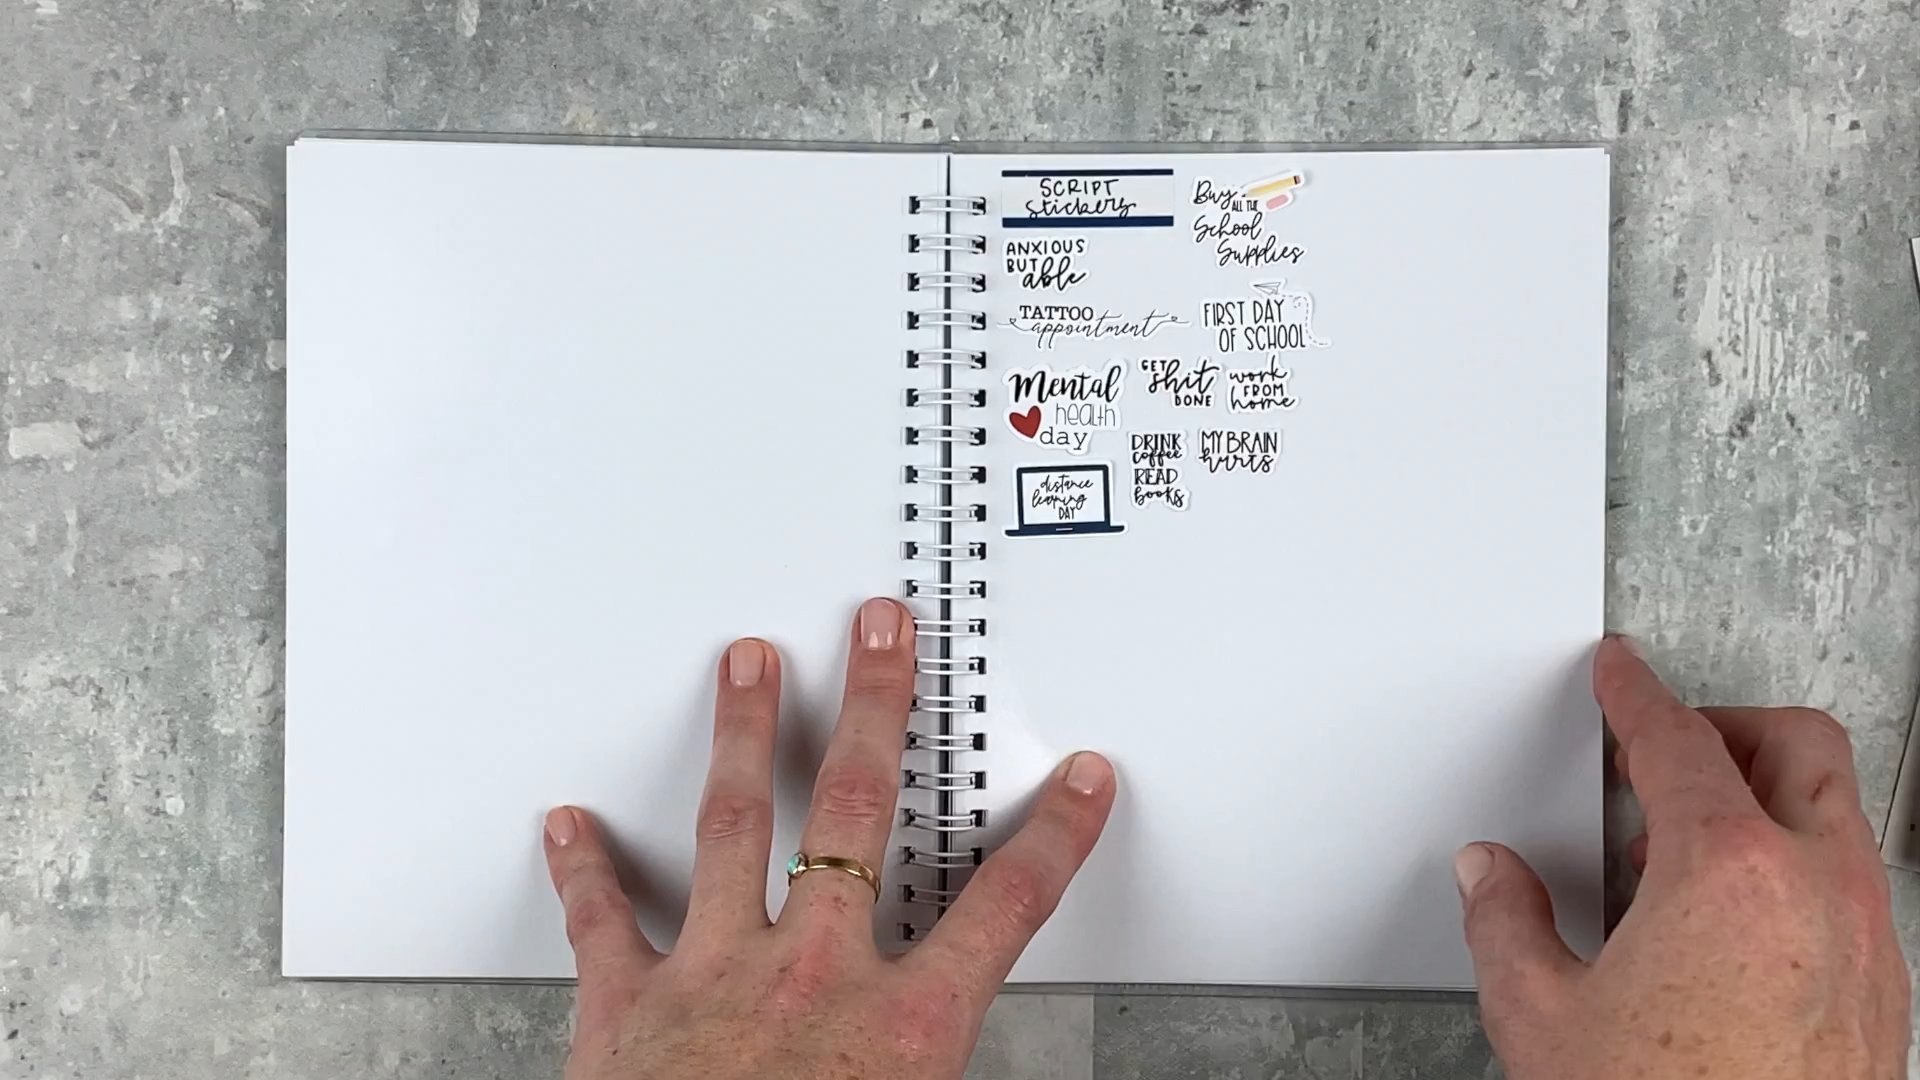 SCRIPT
stickers
Buy
ALL THE
School
Supplies
ANXIOUS
BUT able
TATTOO
appointment
FIRST DAY
OF SCHOOL
Mental
health
day
GET
shit
DONE
work
FROM
home
DRINK
coffee
READ
books
MY BRAIN
hurts
distance
learning
DAY